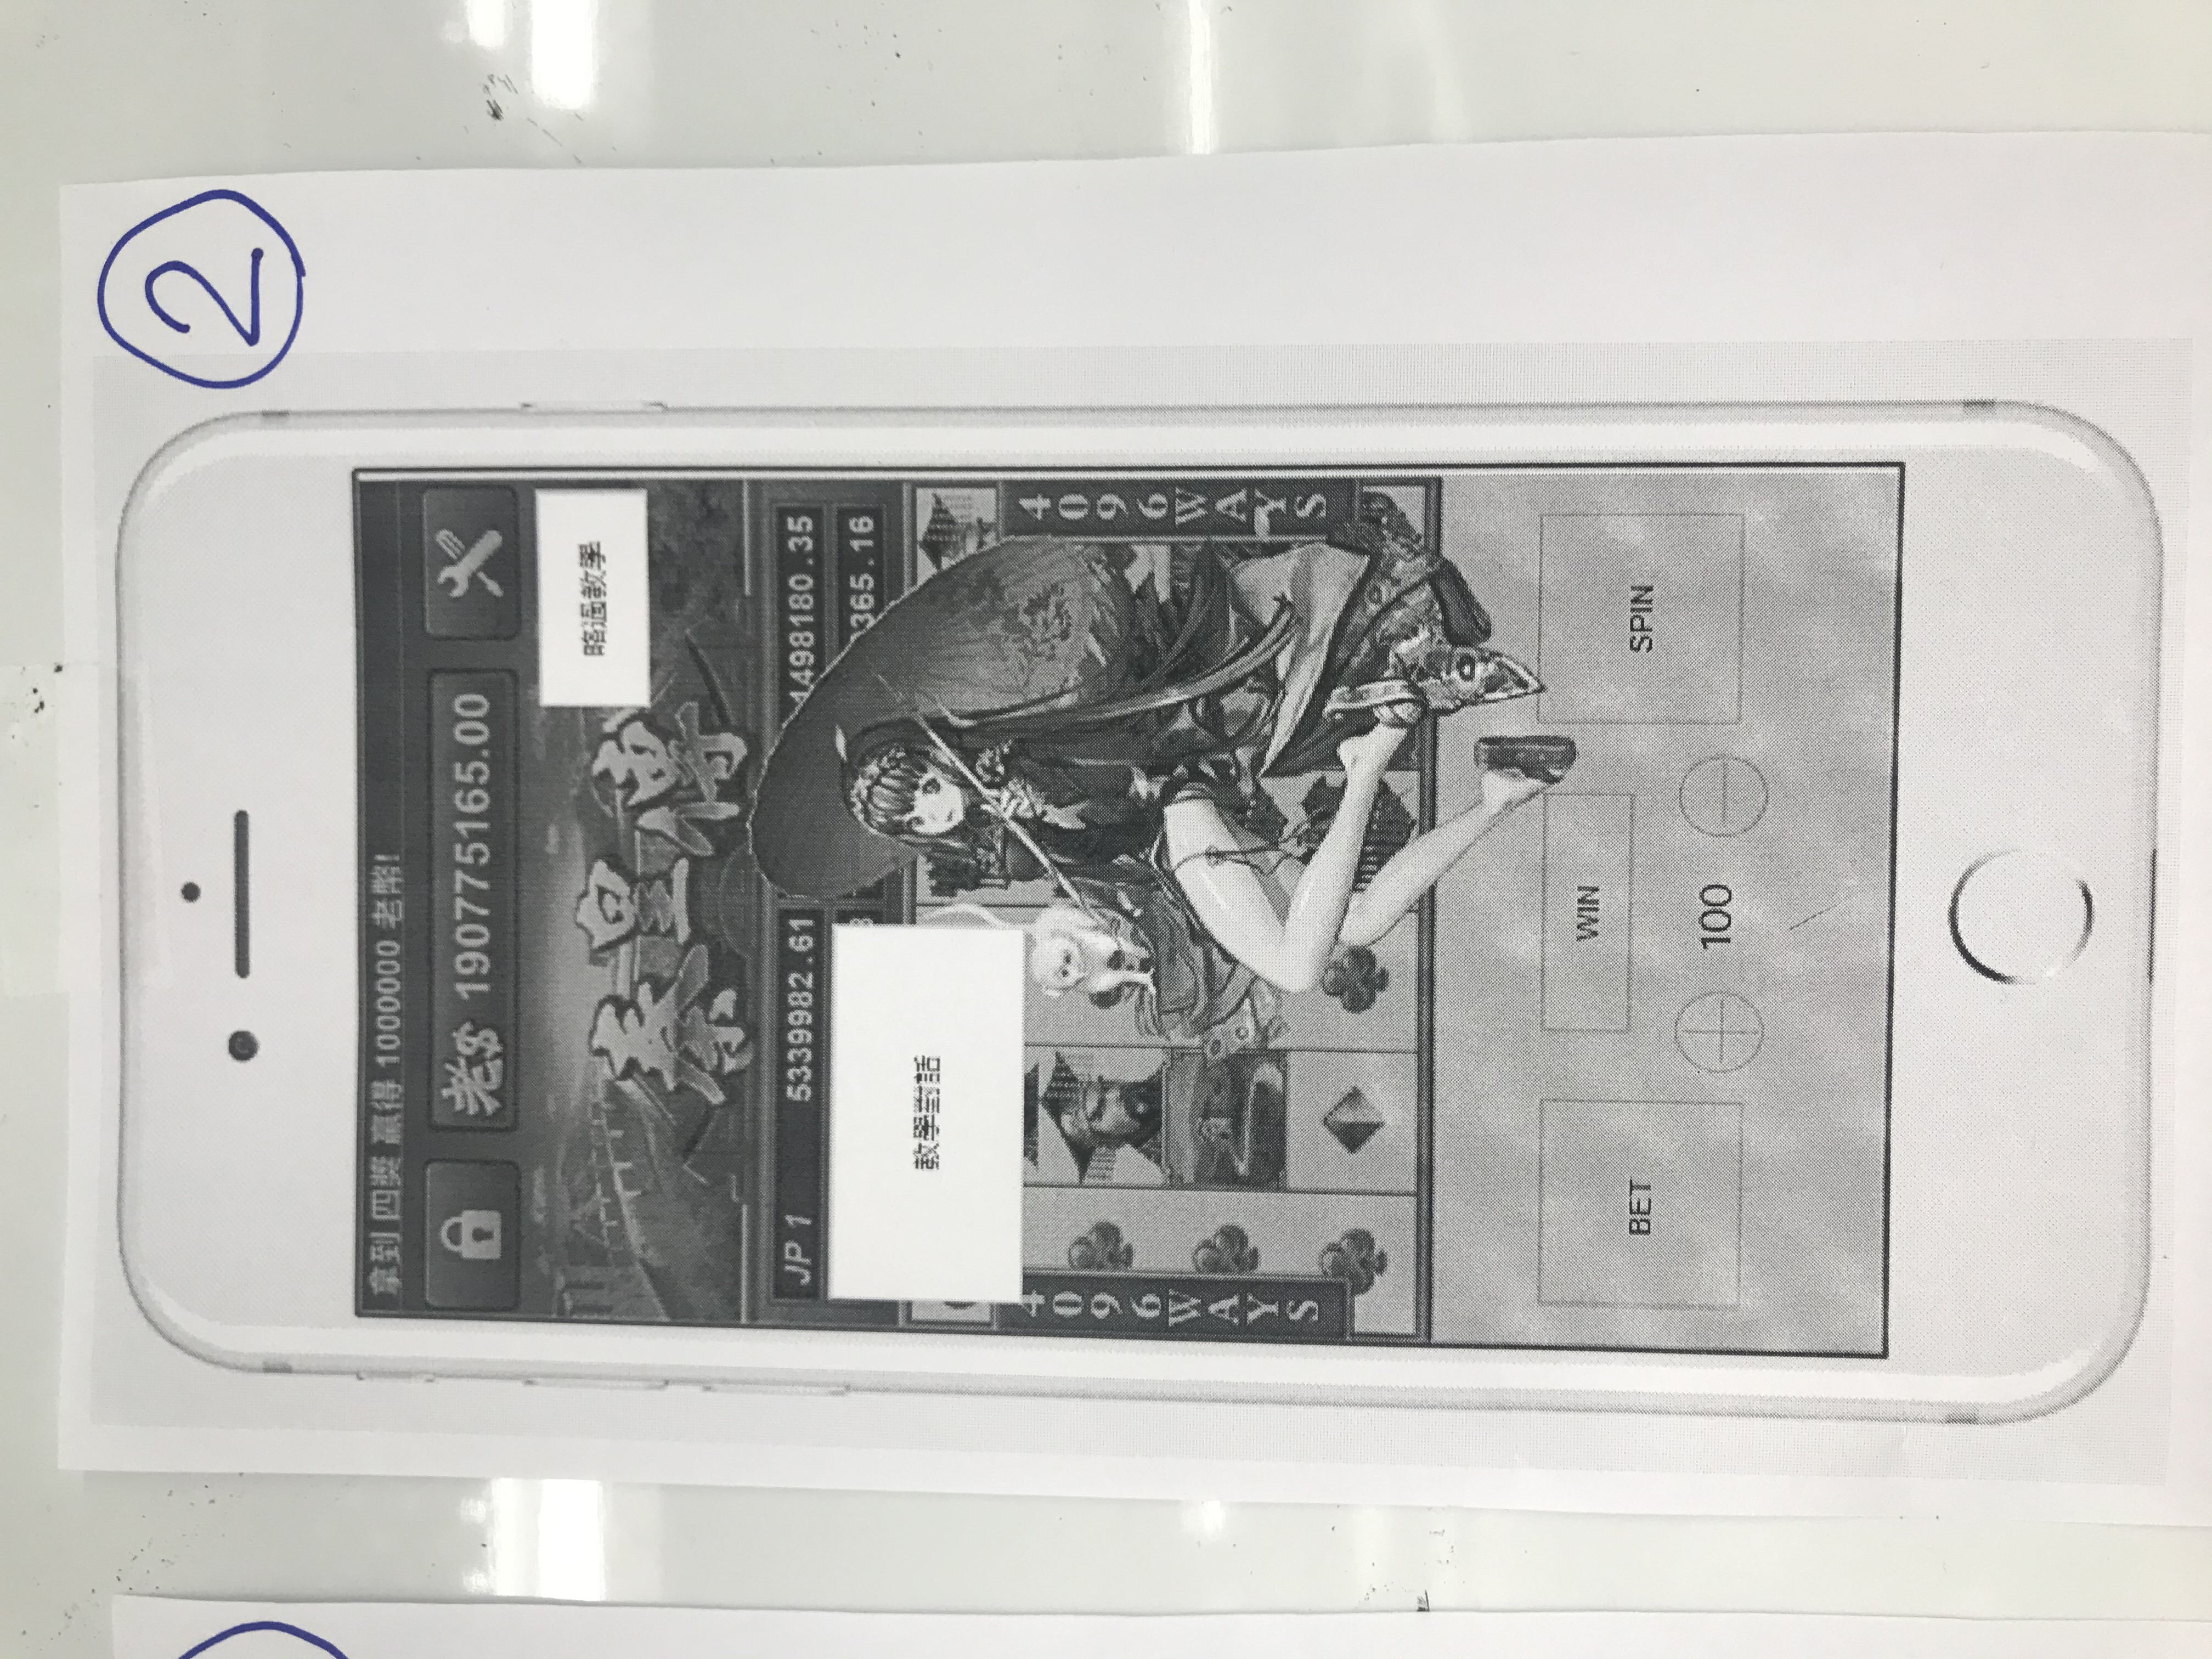 2
拿到 四獎 贏得 1000000 老幣!
老$ 190775165.00
略過教學
秦皇傳
JP 1 5339982.61
1498180.35
365.16
教學對話
4096WAYS
4096WAYS
WIN
BET
SPIN
100